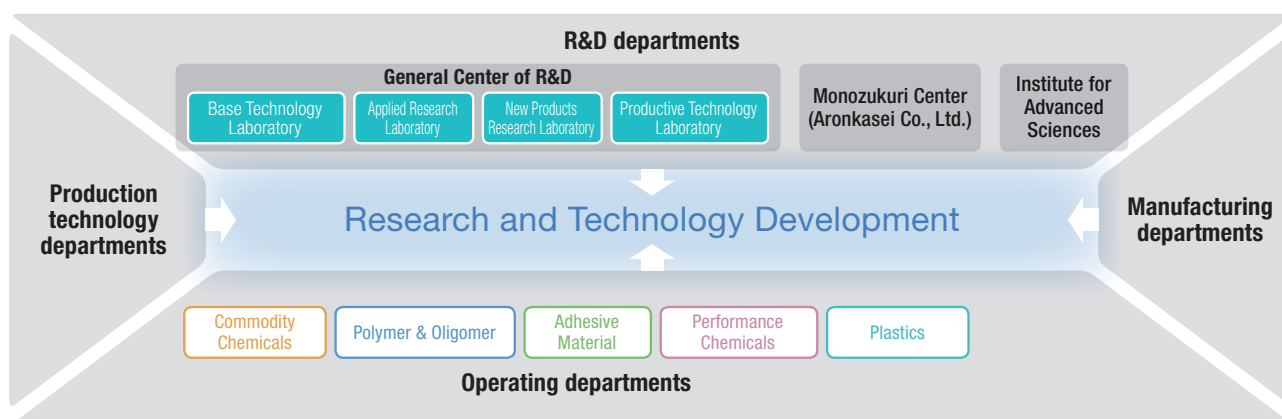 R&D departments
General Center of R&D
Base Technology
Laboratory
Applied Research
Laboratory
New Products
Research Laboratory
Productive Technology
Laboratory
Monozukuri Center
(Aronkasei Co., Ltd.)
Institute for
Advanced
Sciences
Production
technology
departments
Research and Technology Development
Manufacturing
departments
Commodity
Chemicals
Polymer & Oligomer
Adhesive
Material
Performance
Chemicals
Plastics
Operating departments